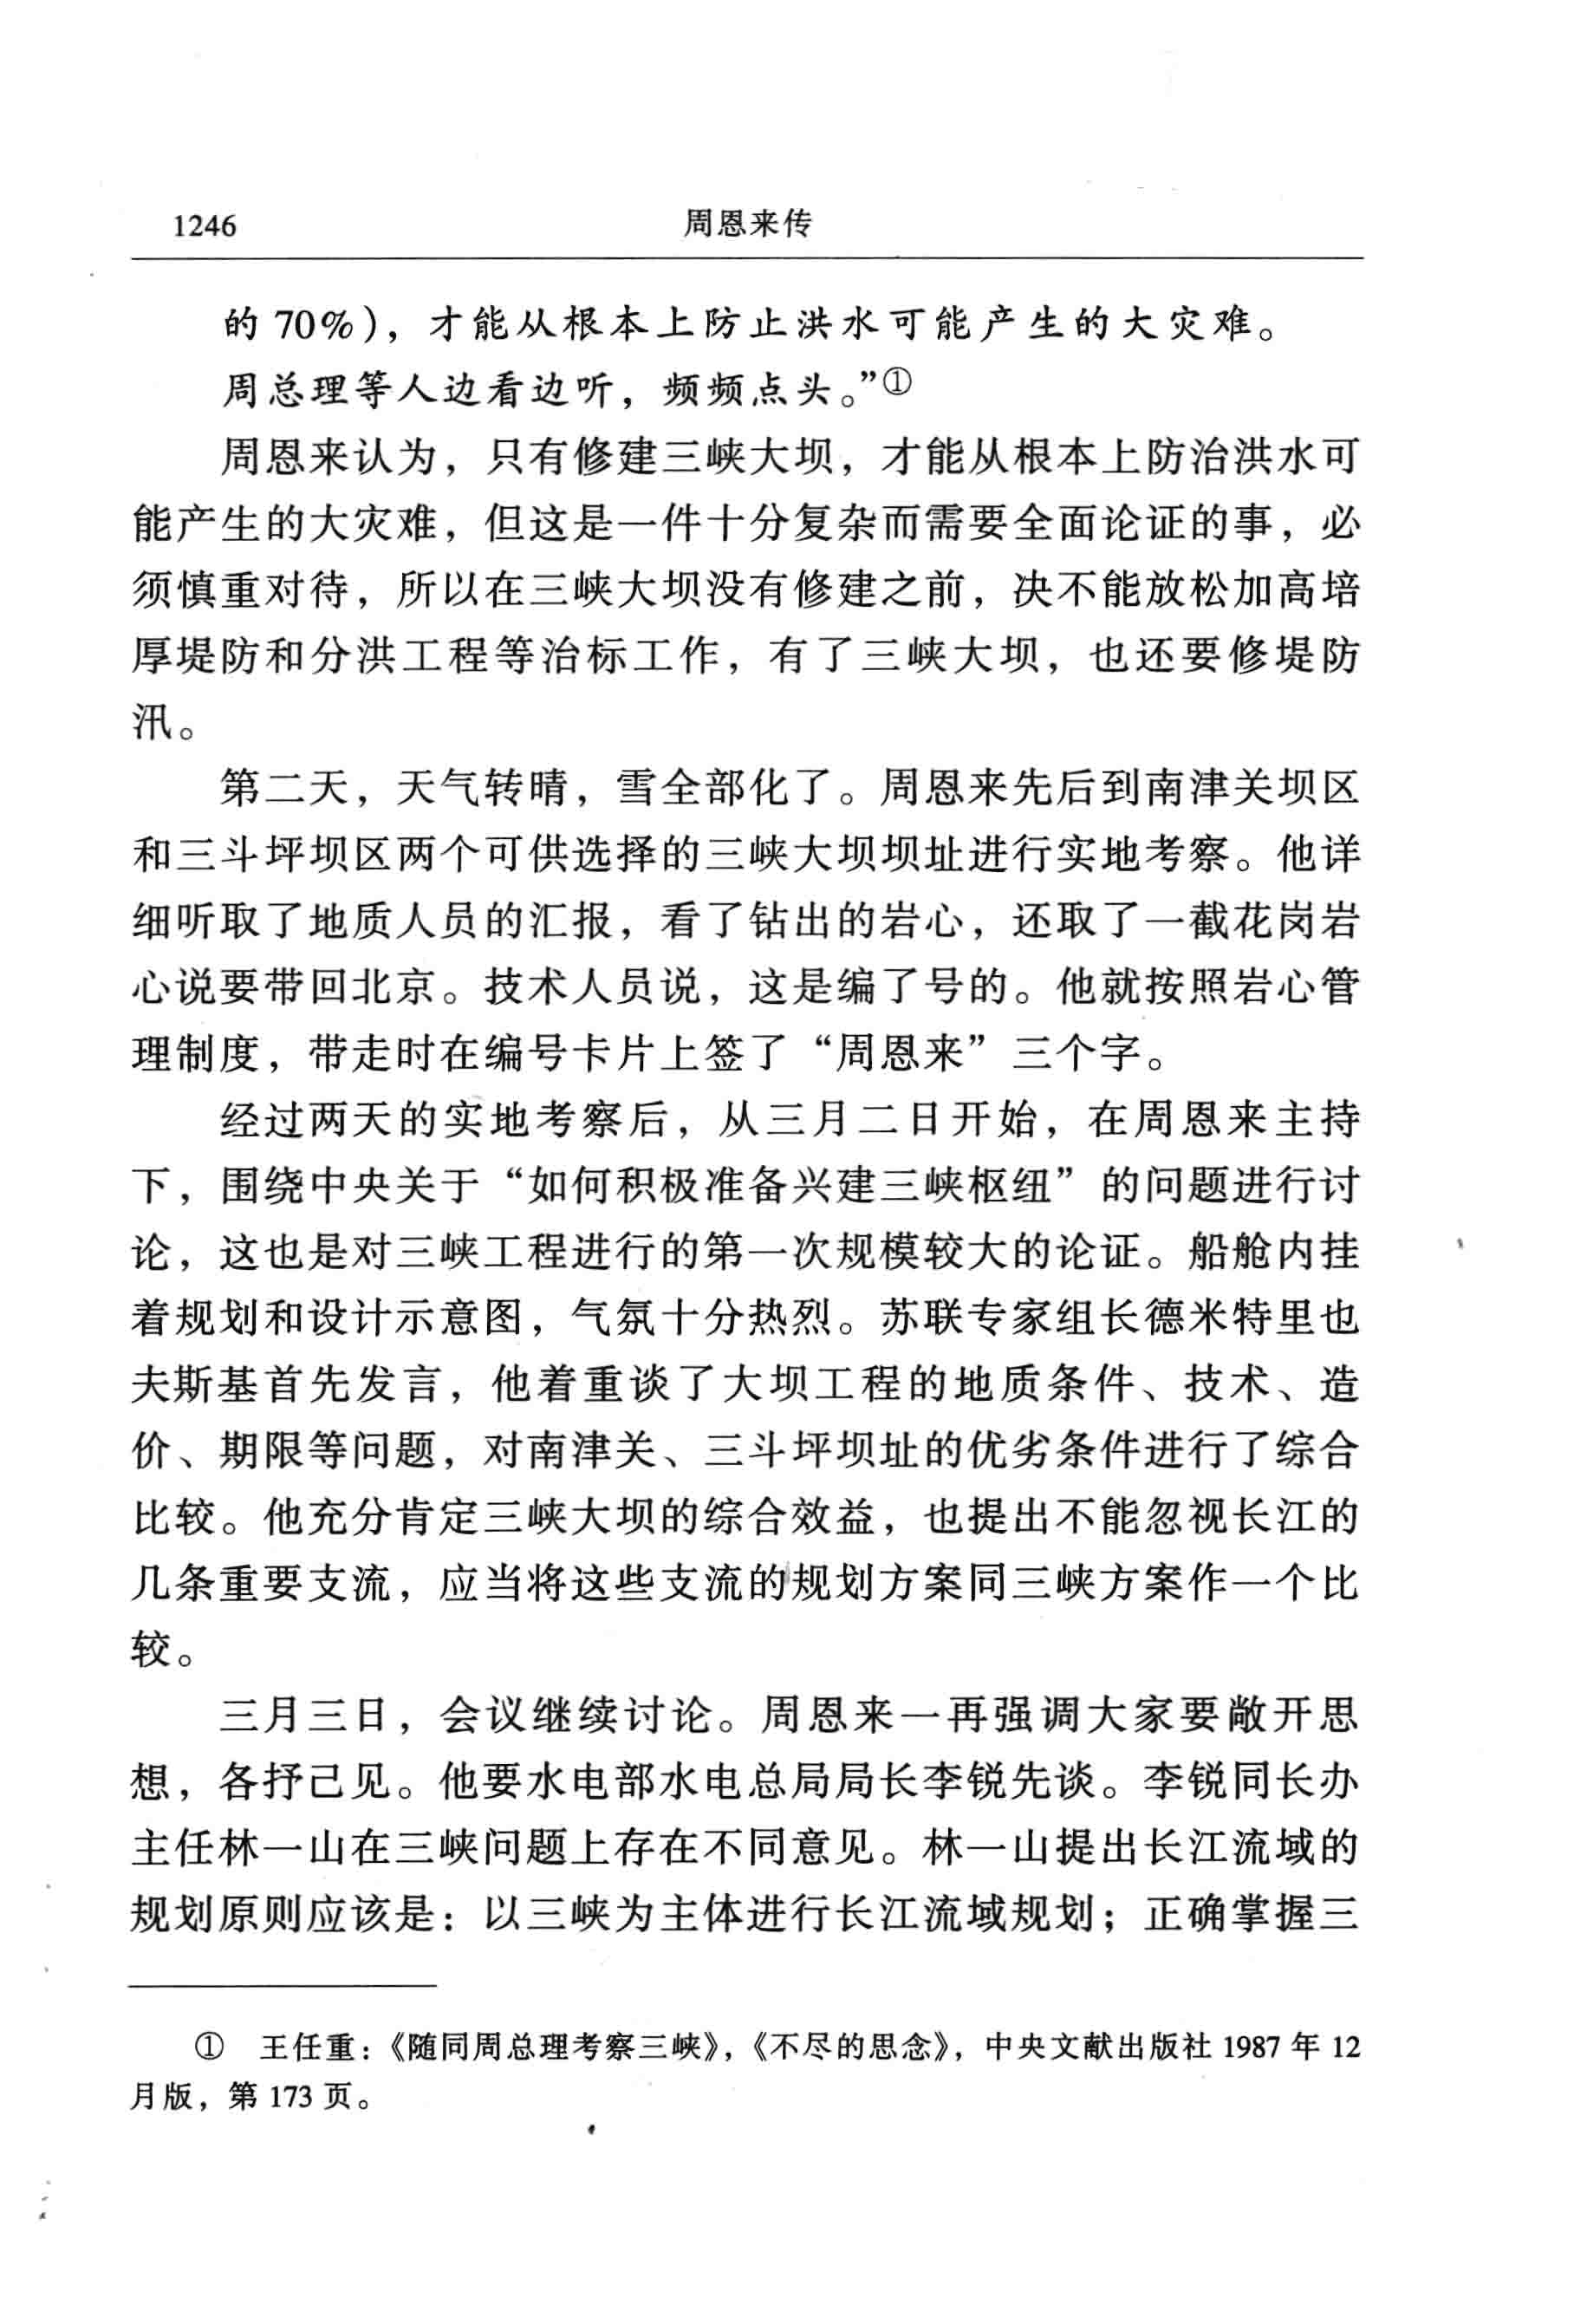 1246
周恩来传
的 70%），才能从根本上防止洪水可能产生的大灾难。
周总理等人边看边听，频频点头。”①
周恩来认为，只有修建三峡大坝，才能从根本上防治洪水可
能产生的大灾难，但这是一件十分复杂而需要全面论证的事，必
须慎重对待，所以在三峡大坝没有修建之前，决不能放松加高培
厚堤防和分洪工程等治标工作，有了三峡大坝，也还要修堤防
汛。
第二天，天气转晴，雪全部化了。周恩来先后到南津关坝区
和三斗坪坝区两个可供选择的三峡大坝坝址进行实地考察。他详
细听取了地质人员的汇报，看了钻出的岩心，还取了一截花岗岩
心说要带回北京。技术人员说，这是编了号的。他就按照岩心管
理制度，带走时在编号卡片上签了“周恩来”三个字。
经过两天的实地考察后，从三月二日开始，在周恩来主持
下，围绕中央关于“如何积极准备兴建三峡枢纽”的问题进行讨
论，这也是对三峡工程进行的第一次规模较大的论证。船舱内挂
着规划和设计示意图，气氛十分热烈。苏联专家组长德米特里也
夫斯基首先发言，他着重谈了大坝工程的地质条件、技术、造
价、期限等问题，对南津关、三斗坪坝址的优劣条件进行了综合
比较。他充分肯定三峡大坝的综合效益，也提出不能忽视长江的
几条重要支流，应当将这些支流的规划方案同三峡方案作一个比
较。
三月三日，会议继续讨论。周恩来一再强调大家要敞开思
想，各抒己见。他要水电部水电总局局长李锐先谈。李锐同长办
主任林一山在三峡问题上存在不同意见。林一山提出长江流域的
规划原则应该是：以三峡为主体进行长江流域规划；正确掌握三
① 王任重：《随同周总理考察三峡》，《不尽的思念》，中央文献出版社 1987 年 12
月版，第 173 页。